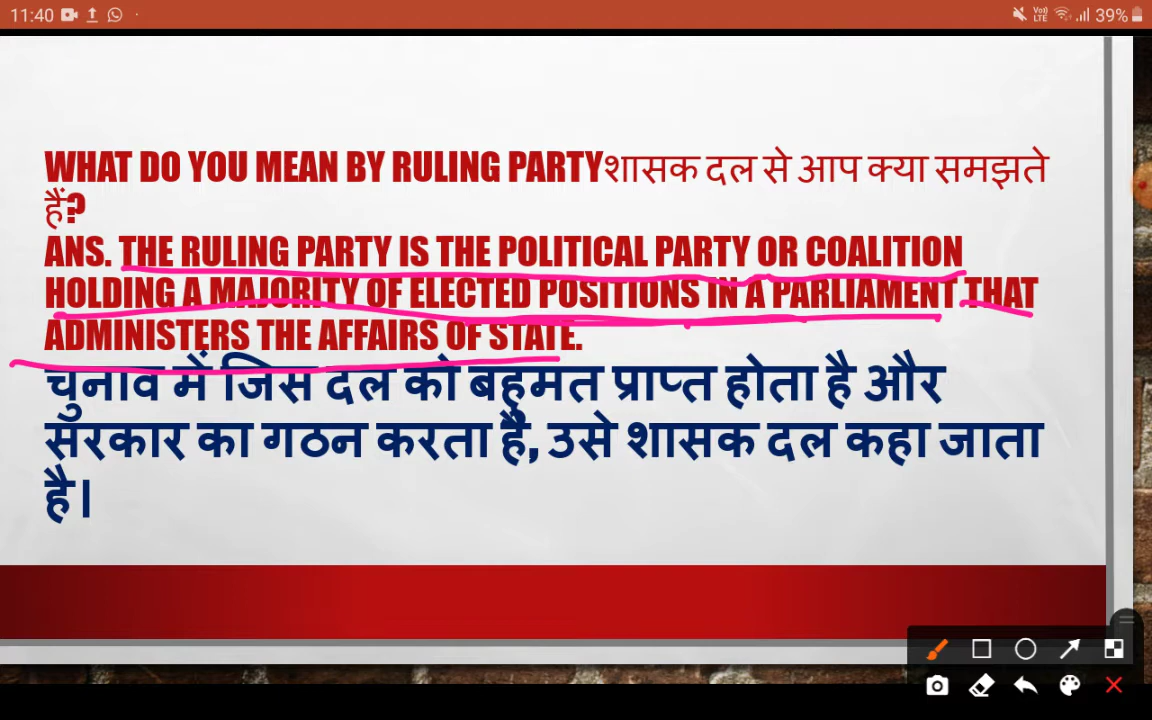 11:40
Vo) LTE 39%
WHAT DO YOU MEAN BY RULING PARTYशासक दल से आप क्या समझते
हैं?
ANS. THE RULING PARTY IS THE POLITICAL PARTY OR COALITION
HOLDING A MAJORITY OF ELECTED POSITIONS IN A PARLIAMENT THAT
ADMINISTERS THE AFFAIRS OF STATE.
चुनाव में जिस दल को बहुमत प्राप्त होता है और
सरकार का गठन करता है, उसे शासक दल कहा जाता
है।